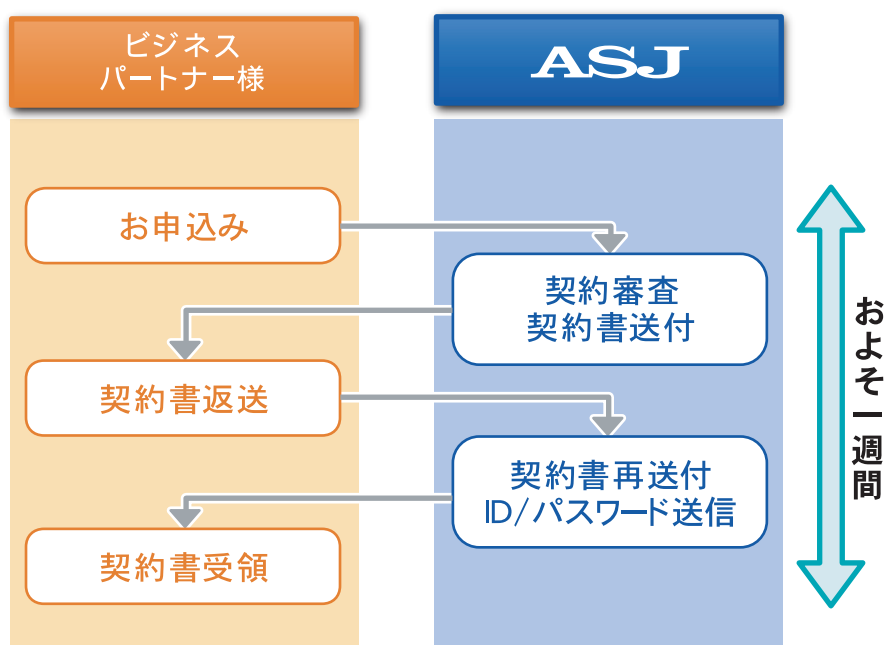 ビジネス
パートナー様
ASJ
お申込み
契約審査
契約書送付
契約書返送
契約書再送付
ID/パスワード送信
契約書受領
およそ一週間